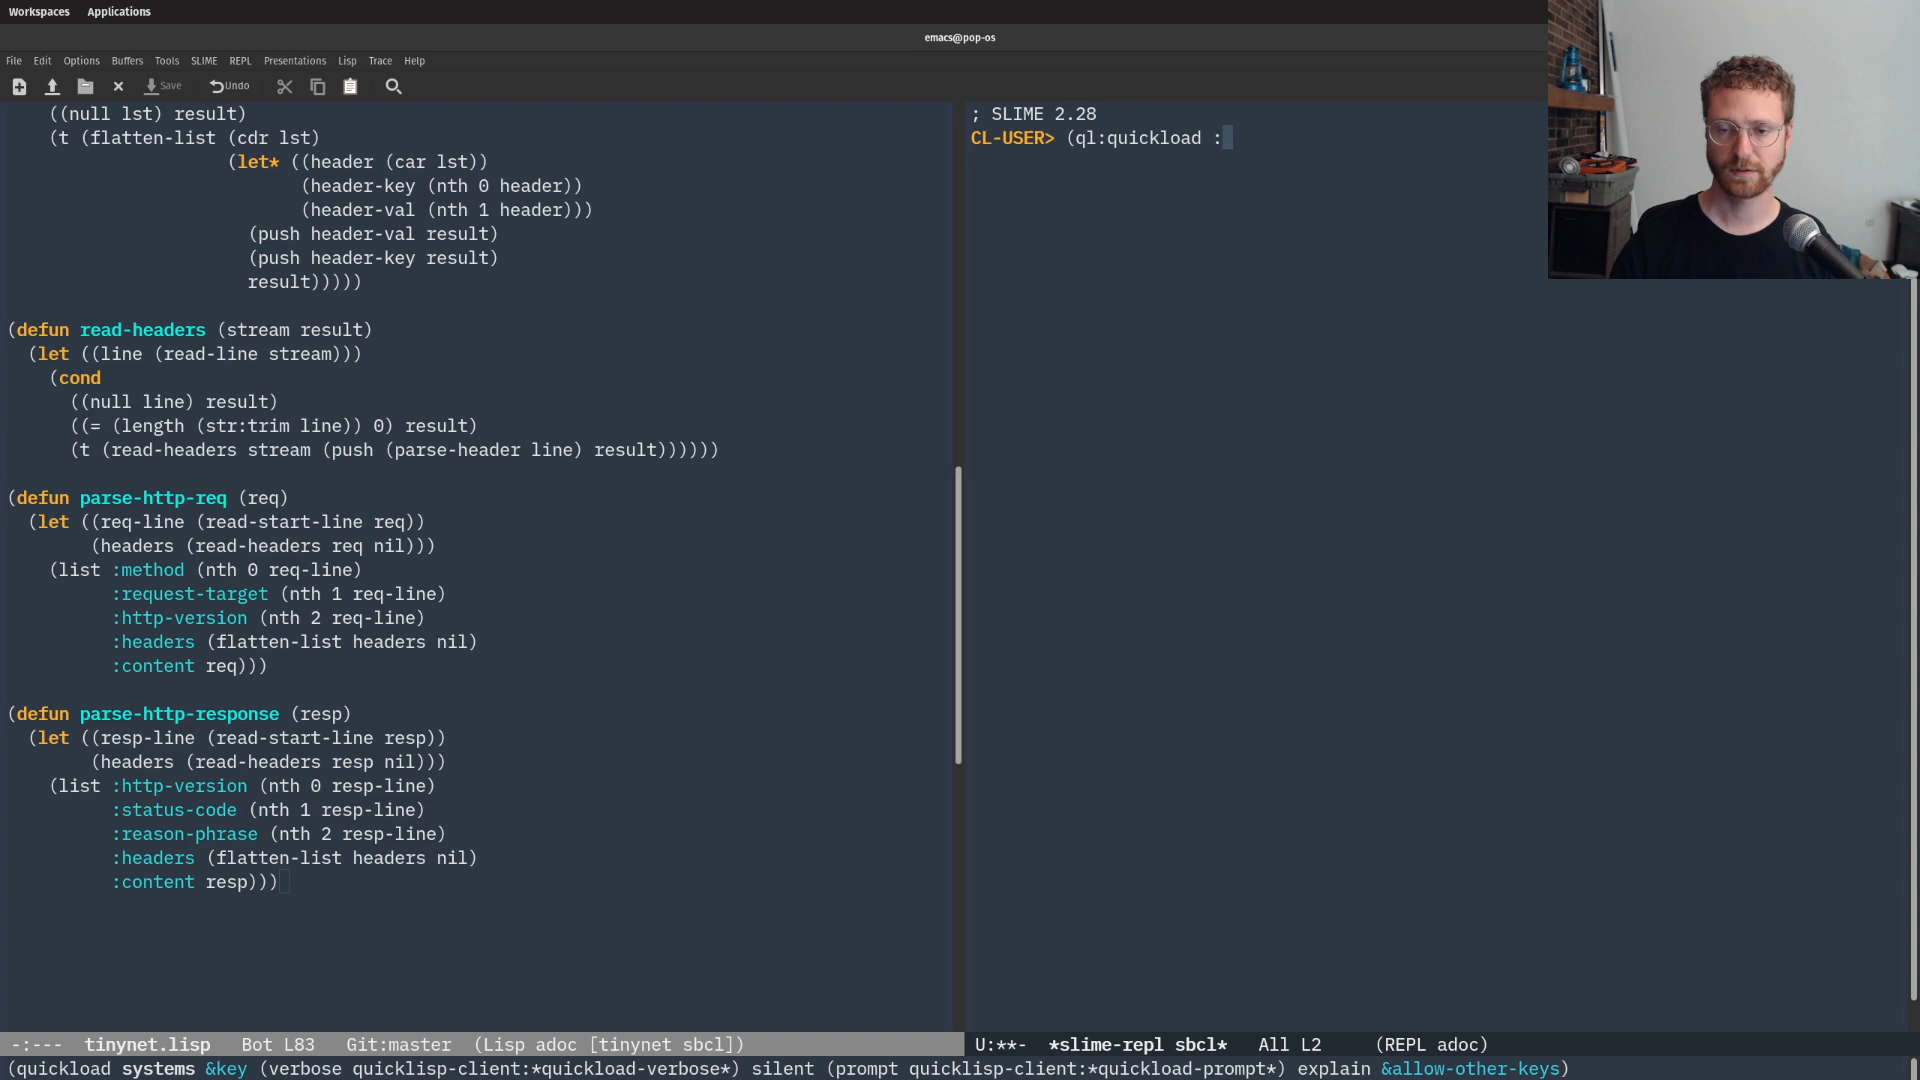 Workspaces Applications
emacs@pop-os
File Edit Options Buffers Tools SLIME REPL Presentations Lisp Trace Help
Save Undo
((null lst) result)
(t (flatten-list (cdr lst)
(let* ((header (car lst))
(header-key (nth 0 header))
(header-val (nth 1 header)))
(push header-val result)
(push header-key result)
result)))))
(defun read-headers (stream result)
(let ((line (read-line stream)))
(cond
((null line) result)
((= (length (str:trim line)) 0) result)
(t (read-headers stream (push (parse-header line) result))))))
(defun parse-http-req (req)
(let ((req-line (read-start-line req))
(headers (read-headers req nil)))
(list :method (nth 0 req-line)
:request-target (nth 1 req-line)
:http-version (nth 2 req-line)
:headers (flatten-list headers nil)
:content req)))
(defun parse-http-response (resp)
(let ((resp-line (read-start-line resp))
(headers (read-headers resp nil)))
(list :http-version (nth 0 resp-line)
:status-code (nth 1 resp-line)
:reason-phrase (nth 2 resp-line)
:headers (flatten-list headers nil)
:content resp)))
-:--- tinynet.lisp Bot L83 Git:master (Lisp adoc [tinynet sbcl])
; SLIME 2.28
CL-USER> (ql:quickload :
U:**- *slime-repl sbcl* All L2 (REPL adoc)
(quickload systems &key (verbose quicklisp-client:*quickload-verbose*) silent (prompt quicklisp-client:*quickload-prompt*) explain &allow-other-keys)